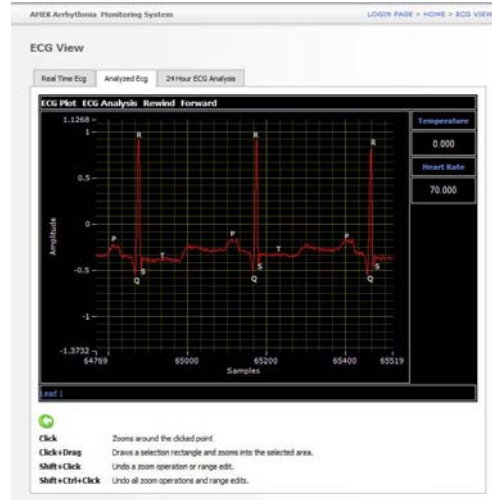 AMEK Arrhythmia Monitoring System
LOGIN PAGE > HOME > ECG VIEW
ECG View
Real Time Ecg Analyzed Ecg 24 Hour ECG Analysis
ECG Plot ECG Analysis Rewind Forward
Temperature
0.000
Heart Rate
70.000
1.1268
1
0.5
0
-0.5
-1
-1.3732
Amplitude
R R R
P P P
T T
S S S
Q Q Q
64769 65000 65200 65400 65519
Samples
Lead 1
Click Zooms around the clicked point
Click+Drag Draws a selection rectangle and zooms into the selected area.
Shift+Click Undo a zoom operation or range edit.
Shift+Ctrl+Click Undo all zoom operations and range edits.